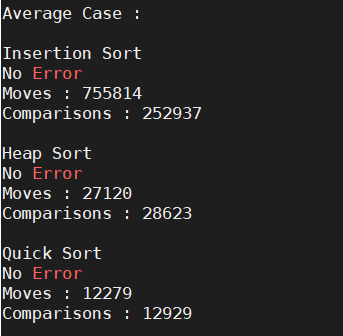 Average Case :
Insertion Sort
No Error
Moves : 755814
Comparisons : 252937
Heap Sort
No Error
Moves : 27120
Comparisons : 28623
Quick Sort
No Error
Moves : 12279
Comparisons : 12929